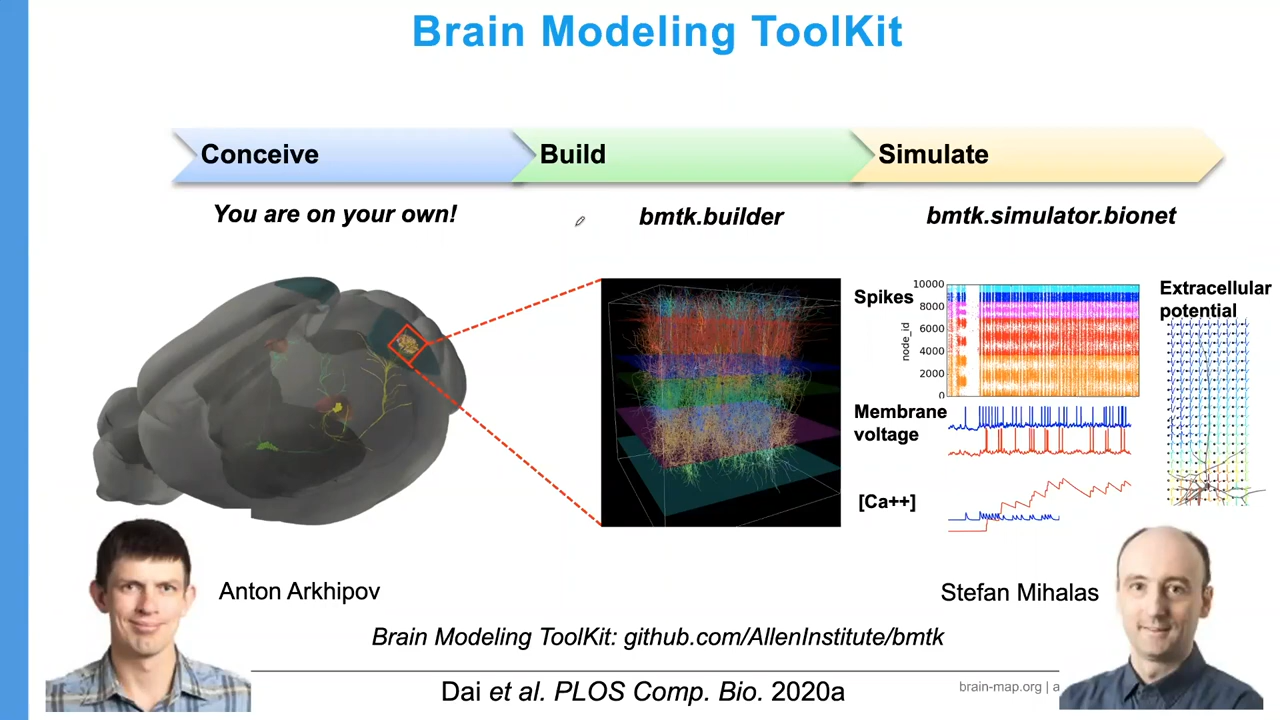 Brain Modeling ToolKit
Conceive
Build
Simulate
You are on your own!
bmtk.builder
bmtk.simulator.bionet
Spikes
node_id
10000
8000
6000
4000
2000
0
Extracellular
potential
Membrane
voltage
[Ca++]
Anton Arkhipov
Stefan Mihalas
Brain Modeling ToolKit: github.com/AllenInstitute/bmtk
Dai et al. PLOS Comp. Bio. 2020a
brain-map.org | a